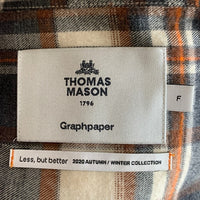 THOMAS
MASON
1796
Graphpaper
F
Less, but better 2020 AUTUMN / WINTER COLLECTION